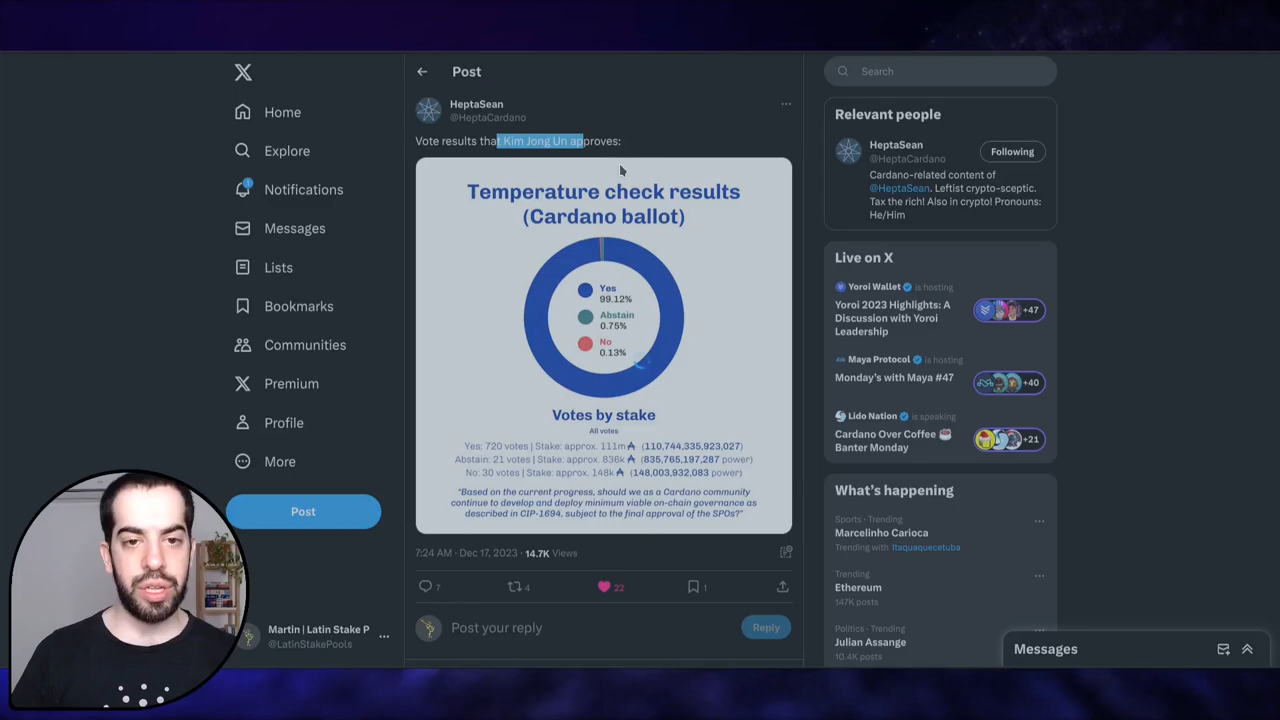 Home
Explore
1
Notifications
Messages
Lists
Bookmarks
Communities
Premium
Profile
More
Post
Martin | Latin Stake P
@LatinStakePools
Post
HeptaSean
@HeptaCardano
Vote results that Kim Jong Un approves:
Temperature check results
(Cardano ballot)
Yes
99.12%
Abstain
0.75%
No
0.13%
Votes by stake
All votes
Yes: 720 votes | Stake: approx. 111m ₳ (110,744,335,923,027)
Abstain: 21 votes | Stake: approx. 836k ₳ (835,765,197,287 power)
No: 30 votes | Stake: approx. 148k ₳ (148,003,932,083 power)
"Based on the current progress, should we as a Cardano community
continue to develop and deploy minimum viable on-chain governance as
described in CIP-1694, subject to the final approval of the SPOs?"
7:24 AM · Dec 17, 2023 · 14.7K Views
7 4 22 1
Post your reply
Reply
Search
Relevant people
HeptaSean
@HeptaCardano
Following
Cardano-related content of
@HeptaSean. Leftist crypto-sceptic.
Tax the rich! Also in crypto! Pronouns:
He/Him
Live on X
Yoroi Wallet is hosting
Yoroi 2023 Highlights: A
Discussion with Yoroi
Leadership
+47
Maya Protocol is hosting
Monday's with Maya #47
+40
Lido Nation is speaking
Cardano Over Coffee ☕
Banter Monday
+21
What's happening
Sports · Trending
Marcelinho Carioca
Trending with Itaquaquecetuba
Trending
Ethereum
147K posts
Politics · Trending
Julian Assange
10.4K posts
Messages